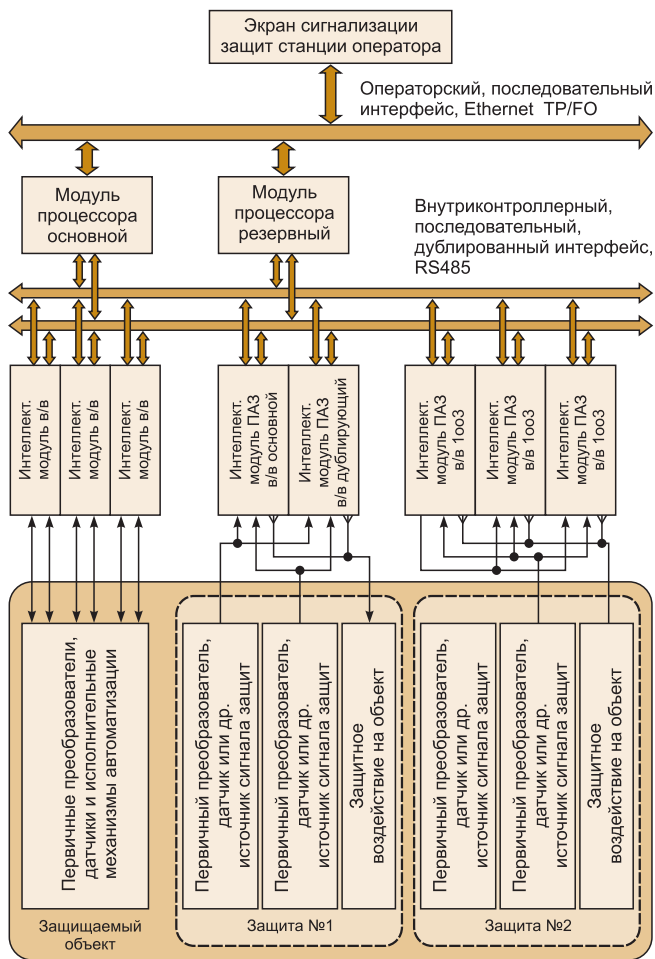 Экран сигнализации
защит станции оператора
Операторский, последовательный
интерфейс, Ethernet TP/FO
Модуль
процессора
основной
Модуль
процессора
резервный
Внутриконтроллерный,
последовательный,
дублированный интерфейс,
RS485
Интеллект.
модуль в/в
Интеллект.
модуль в/в
Интеллект.
модуль в/в
Интеллект.
модуль ПАЗ
в/в основной
Интеллект.
модуль ПАЗ
в/в дублирующий
Интеллект.
модуль ПАЗ
в/в 1оо3
Интеллект.
модуль ПАЗ
в/в 1оо3
Интеллект.
модуль ПАЗ
в/в 1оо3
Первичные преобразователи,
датчики и исполнительные
механизмы автоматизации
Первичный преобразователь,
датчик или др.
источник сигнала защит
Первичный преобразователь,
датчик или др.
источник сигнала защит
Защитное
воздействие на объект
Первичный преобразователь,
датчик или др.
источник сигнала защит
Первичный преобразователь,
датчик или др.
источник сигнала защит
Защитное
воздействие на объект
Защищаемый
объект
Защита №1
Защита №2